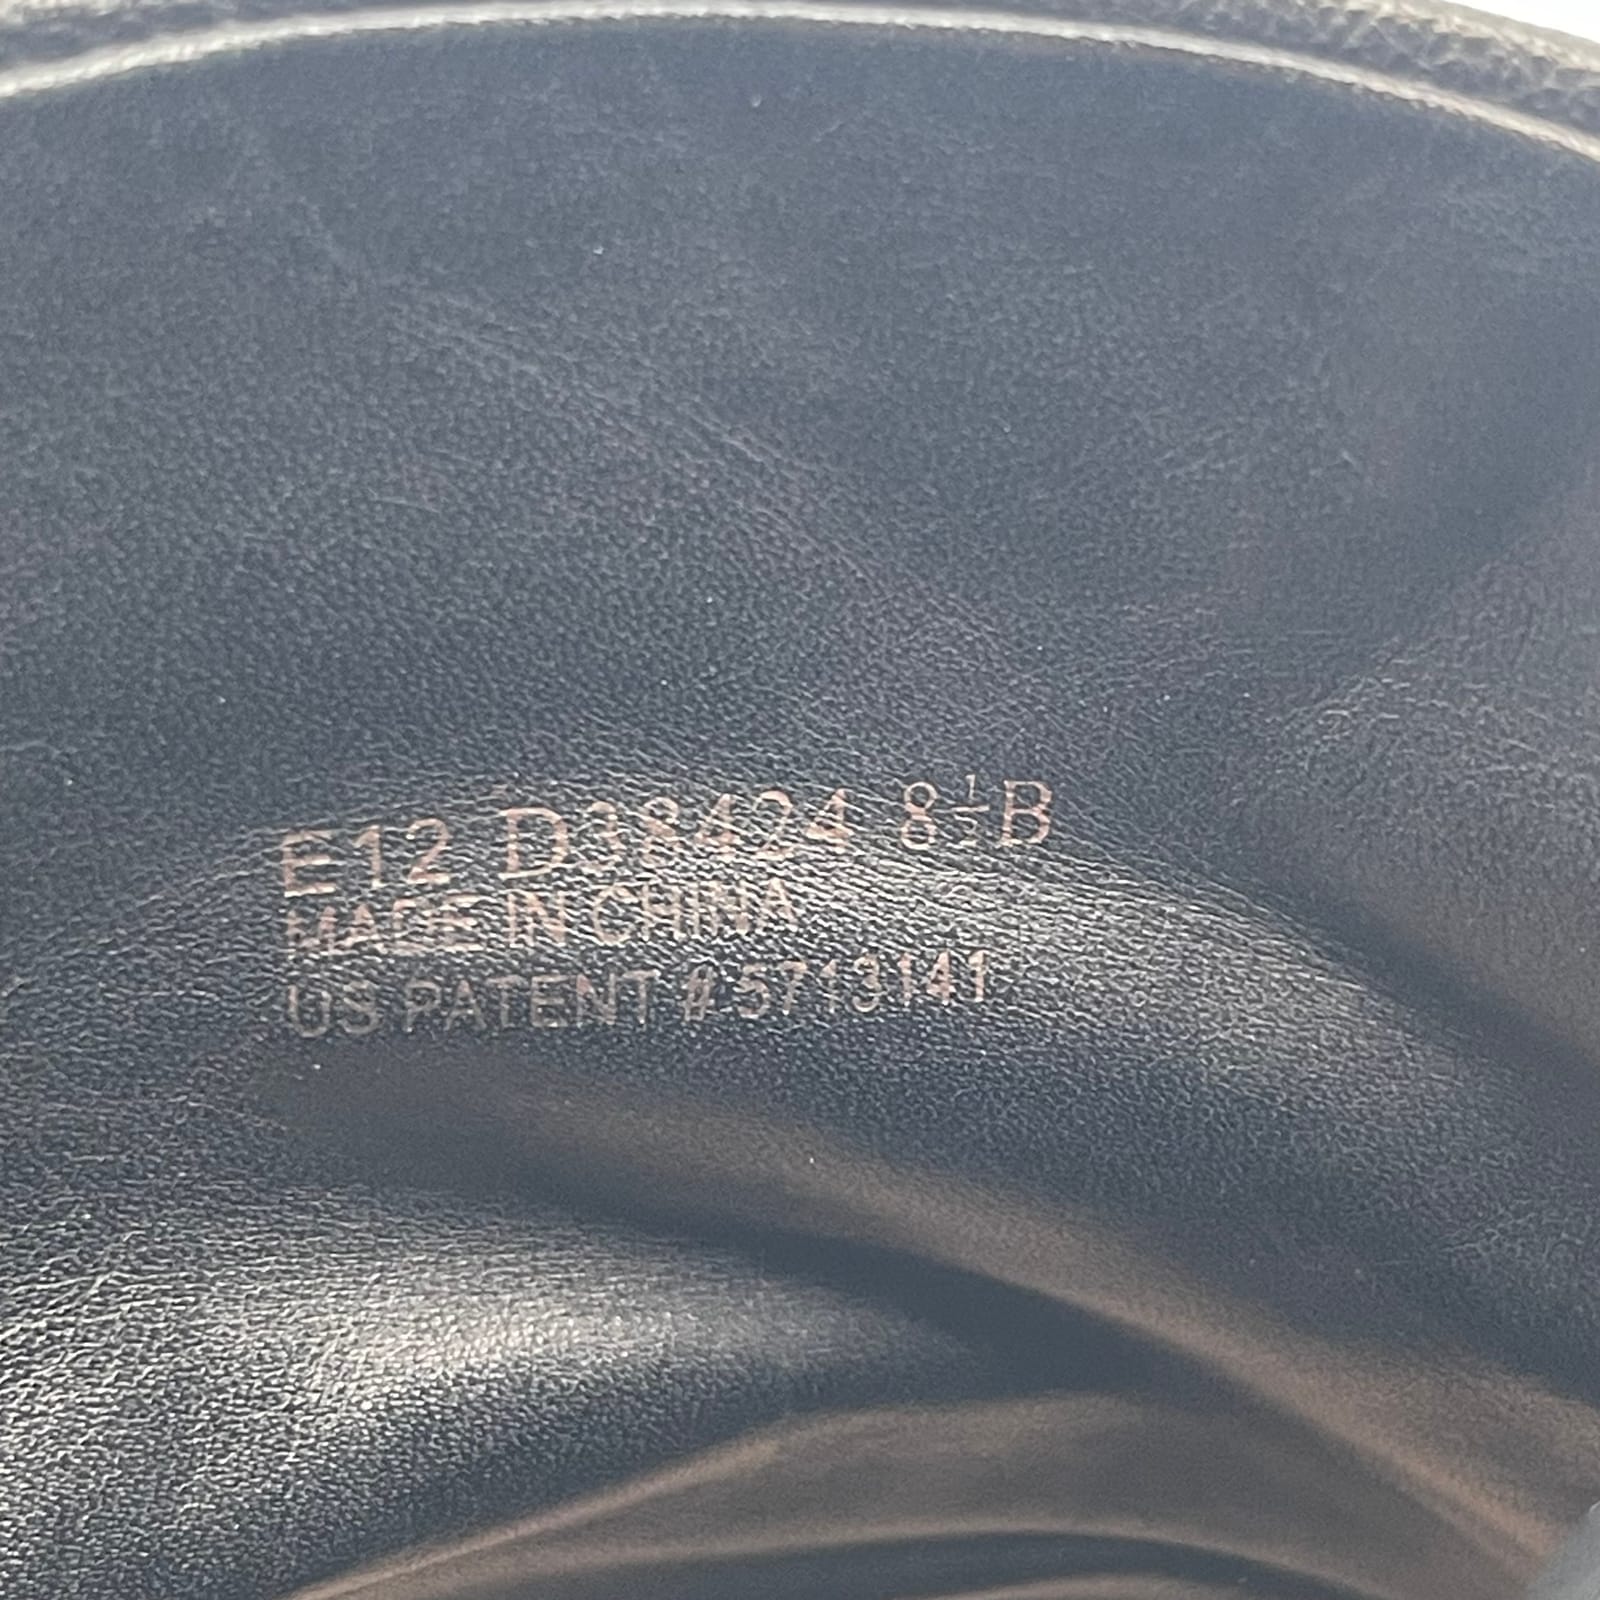 E12 D38424 8½B
MADE IN CHINA
US PATENT # 5713141